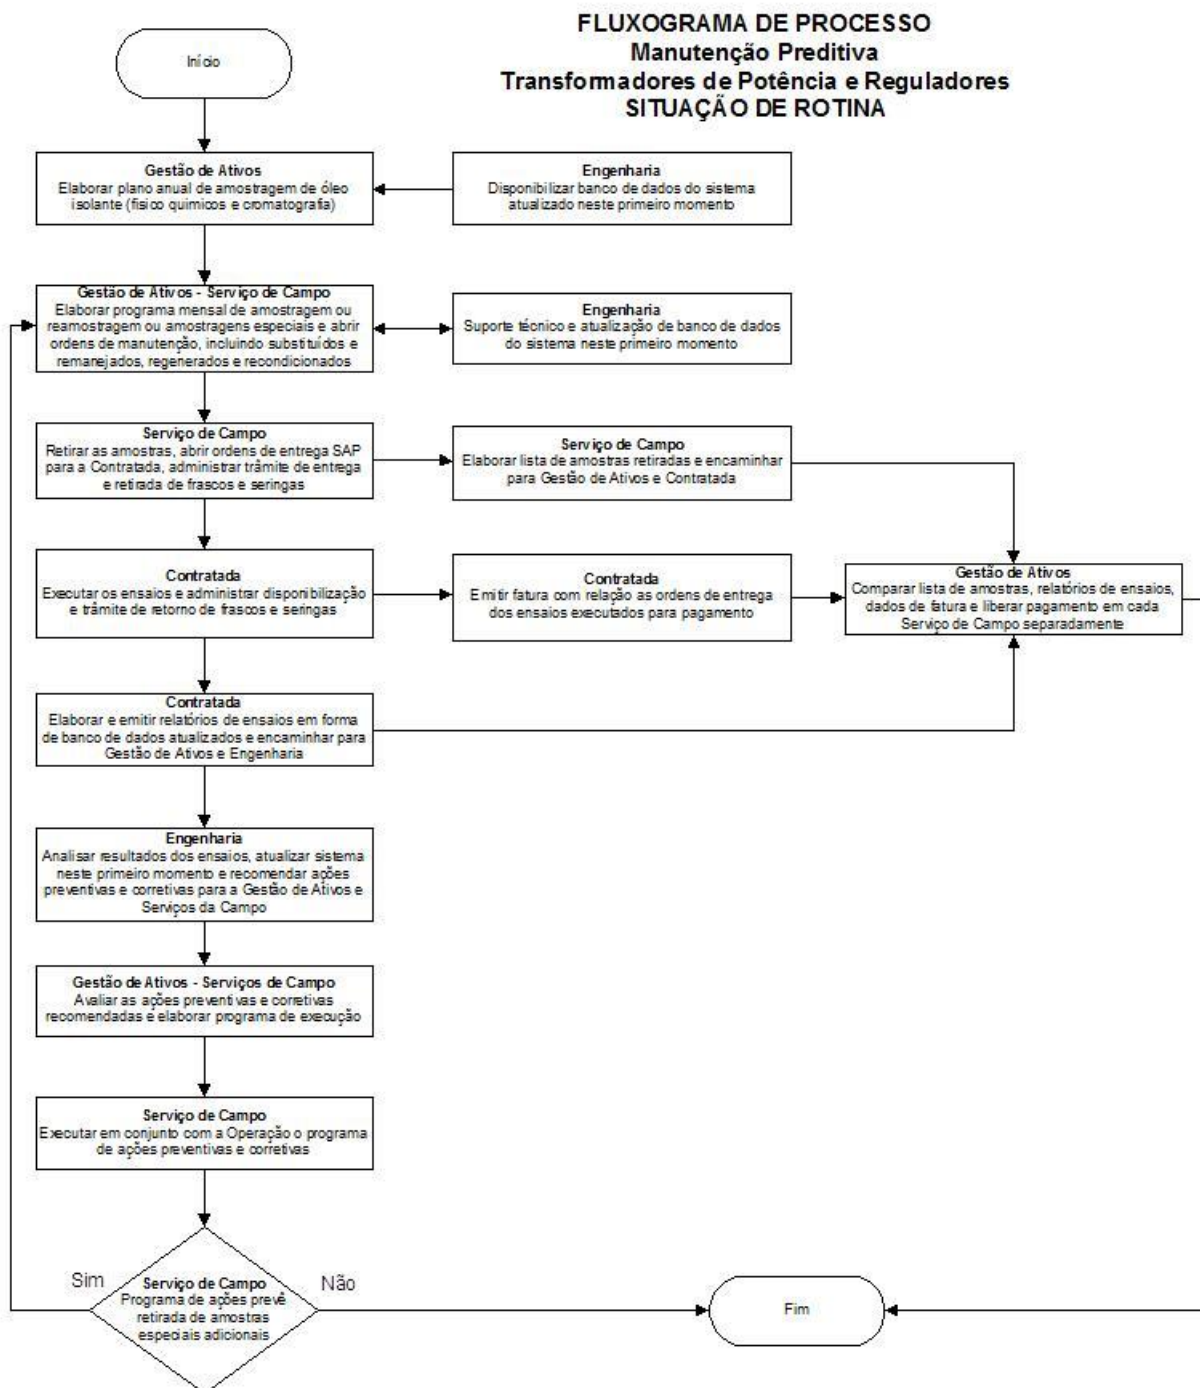 FLUXOGRAMA DE PROCESSO
Manutenção Preditiva
Transformadores de Potência e Reguladores
SITUAÇÃO DE ROTINA
Início
Gestão de Ativos
Elaborar plano anual de amostragem de óleo
isolante (fisico quimicos e cromatografia)
Engenharia
Disponibilizar banco de dados do sistema
atualizado neste primeiro momento
Gestão de Ativos - Serviço de Campo
Elaborar programa mensal de amostragem ou
reamostragem ou amostragens especiais e abrir
ordens de manutenção, incluindo substituídos e
remanejados, regenerados e recondicionados
Engenharia
Suporte técnico e atualização de banco de dados
do sistema neste primeiro momento
Serviço de Campo
Retirar as amostras, abrir ordens de entrega SAP
para a Contratada, administrar trâmite de entrega
e retirada de frascos e seringas
Serviço de Campo
Elaborar lista de amostras retiradas e encaminhar
para Gestão de Ativos e Contratada
Contratada
Executar os ensaios e administrar disponibilização
e trâmite de retorno de frascos e seringas
Contratada
Emitir fatura com relação as ordens de entrega
dos ensaios executados para pagamento
Gestão de Ativos
Comparar lista de amostras, relatórios de ensaios,
dados de fatura e liberar pagamento em cada
Serviço de Campo separadamente
Contratada
Elaborar e emitir relatórios de ensaios em forma
de banco de dados atualizados e encaminhar para
Gestão de Ativos e Engenharia
Engenharia
Analisar resultados dos ensaios, atualizar sistema
neste primeiro momento e recomendar ações
preventivas e corretivas para a Gestão de Ativos e
Serviços da Campo
Gestão de Ativos - Serviços de Campo
Avaliar as ações preventivas e corretivas
recomendadas e elaborar programa de execução
Serviço de Campo
Executar em conjunto com a Operação o programa
de ações preventivas e corretivas
Sim
Serviço de Campo
Programa de ações prevê
retirada de amostras
especiais adicionais
Não
Fim